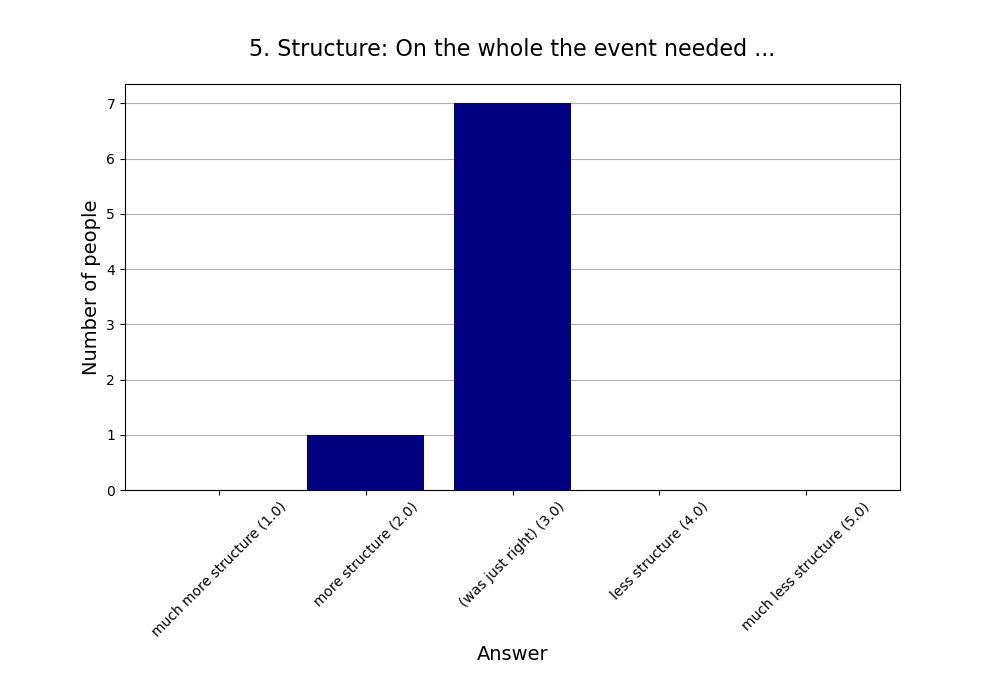 5. Structure: On the whole the event needed ...
Number of people
7
6
5
4
3
2
1
0
much more structure (1.0)
more structure (2.0)
(was just right) (3.0)
less structure (4.0)
much less structure (5.0)
Answer